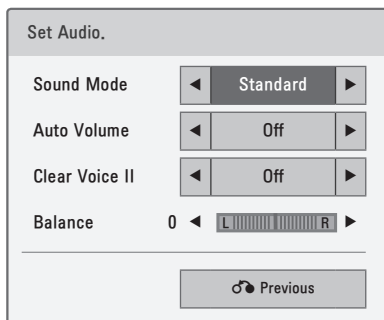 Set Audio.
Sound Mode ◄ Standard ►
Auto Volume ◄ Off ►
Clear Voice II ◄ Off ►
Balance 0 ◄ L R ►
Previous